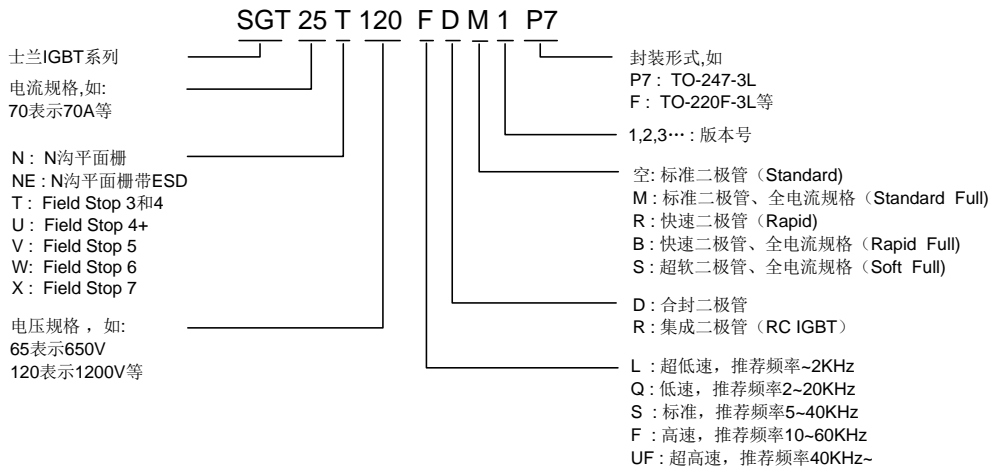 SGT 25 T 120 F D M 1 P7
士兰IGBT系列
电流规格,如:
70表示70A等
N : N沟平面栅
NE : N沟平面栅带ESD
T : Field Stop 3和4
U : Field Stop 4+
V : Field Stop 5
W: Field Stop 6
X : Field Stop 7
电压规格 ,如:
65表示650V
120表示1200V等
封装形式,如
P7 : TO-247-3L
F : TO-220F-3L等
1,2,3··· : 版本号
空: 标准二极管(Standard)
M : 标准二极管、全电流规格(Standard Full)
R : 快速二极管(Rapid)
B : 快速二极管、全电流规格(Rapid Full)
S : 超软二极管、全电流规格(Soft Full)
D : 合封二极管
R : 集成二极管(RC IGBT)
L : 超低速,推荐频率~2KHz
Q : 低速,推荐频率2~20KHz
S : 标准,推荐频率5~40KHz
F : 高速,推荐频率10~60KHz
UF : 超高速,推荐频率40KHz~